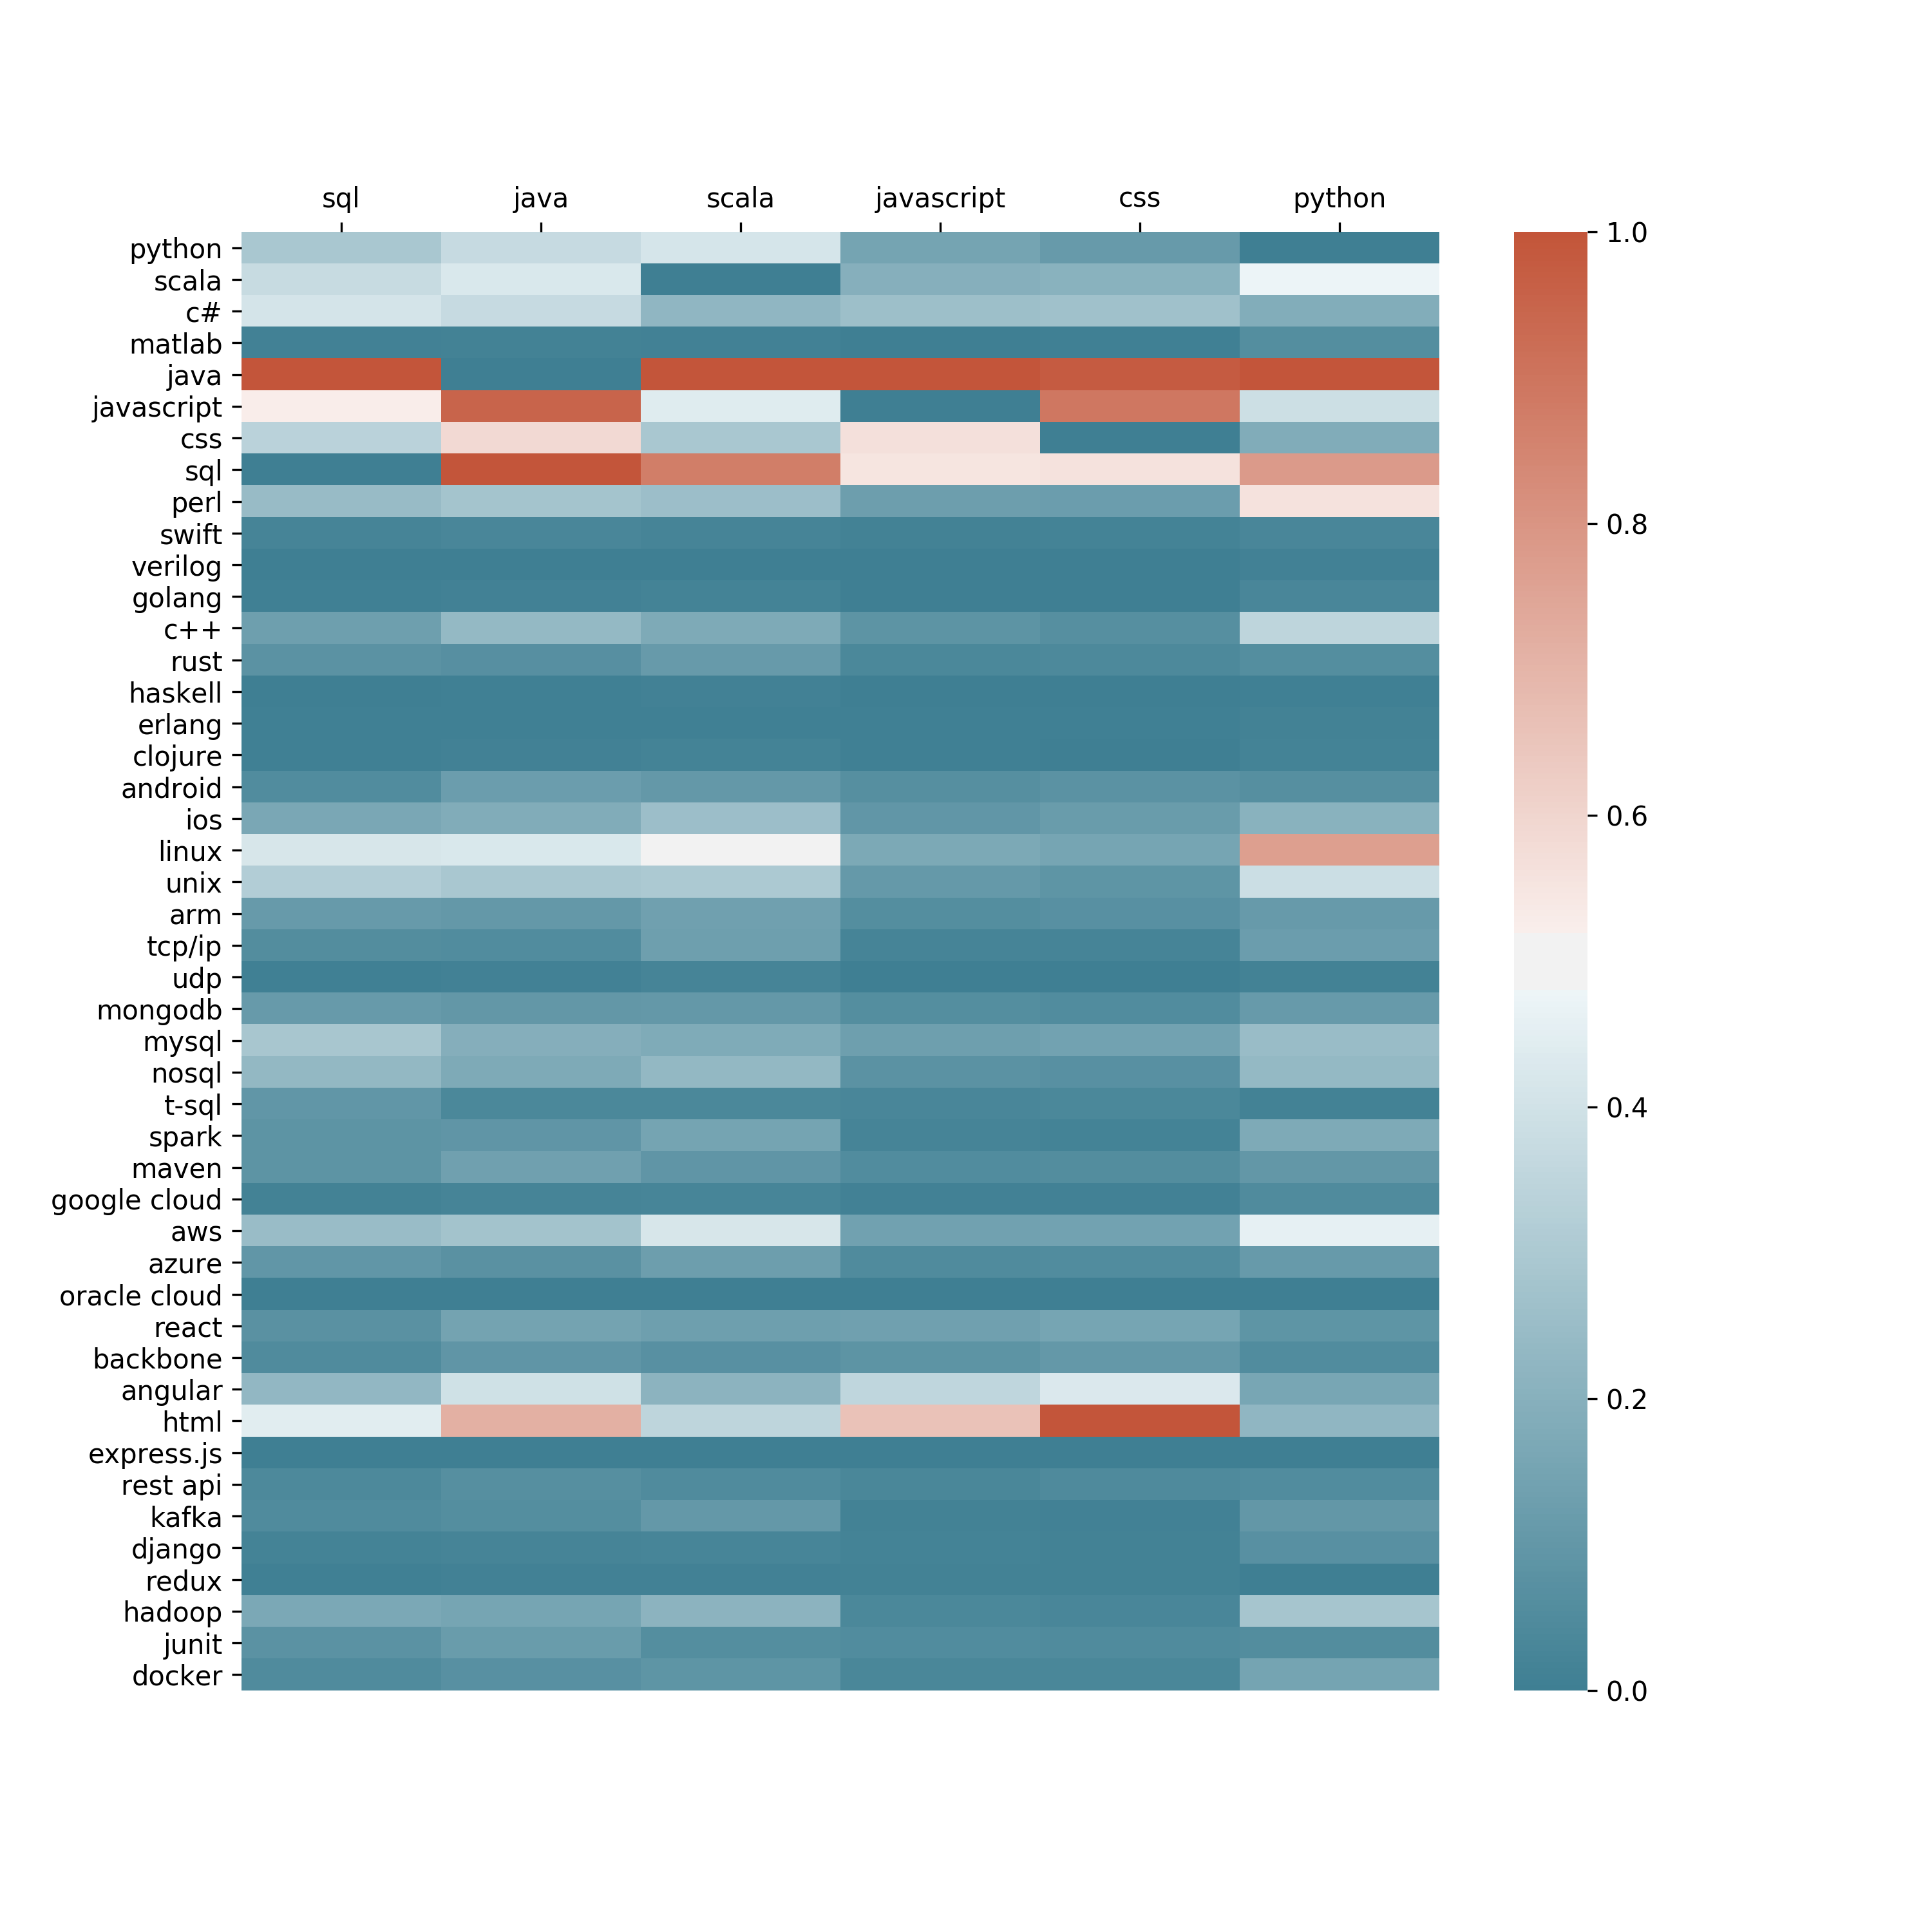 sql java scala javascript css python
python
scala
c#
matlab
java
javascript
css
sql
perl
swift
verilog
golang
c++
rust
haskell
erlang
clojure
android
ios
linux
unix
arm
tcp/ip
udp
mongodb
mysql
nosql
t-sql
spark
maven
google cloud
aws
azure
oracle cloud
react
backbone
angular
html
express.js
rest api
kafka
django
redux
hadoop
junit
docker
1.0
0.8
0.6
0.4
0.2
0.0